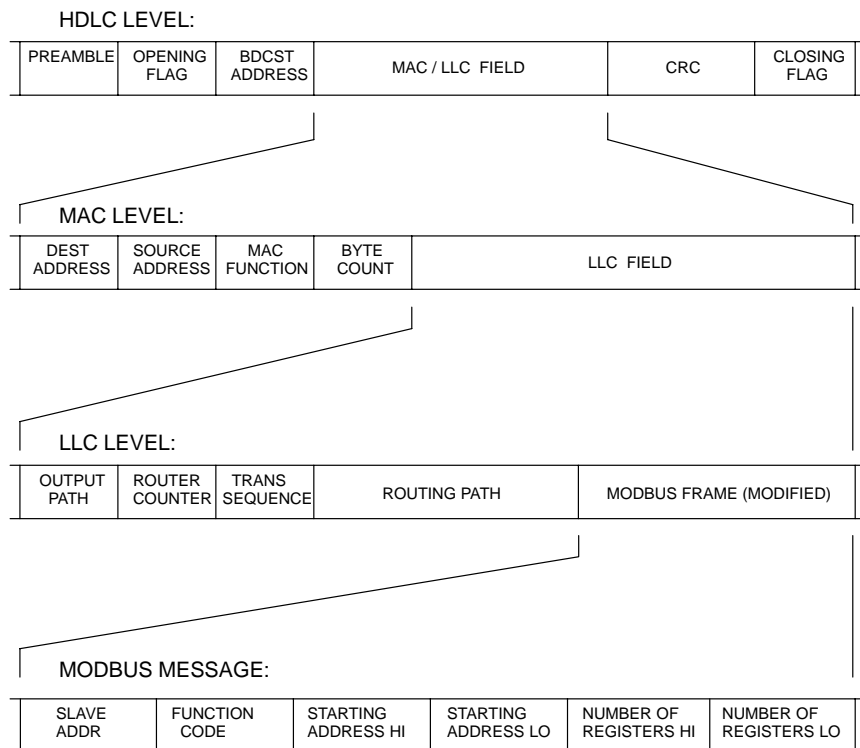 HDLC LEVEL:
PREAMBLE OPENING FLAG BDCST ADDRESS MAC / LLC FIELD CRC CLOSING FLAG
MAC LEVEL:
DEST ADDRESS SOURCE ADDRESS MAC FUNCTION BYTE COUNT LLC FIELD
LLC LEVEL:
OUTPUT PATH ROUTER COUNTER TRANS SEQUENCE ROUTING PATH MODBUS FRAME (MODIFIED)
MODBUS MESSAGE:
SLAVE ADDR FUNCTION CODE STARTING ADDRESS HI STARTING ADDRESS LO NUMBER OF REGISTERS HI NUMBER OF REGISTERS LO